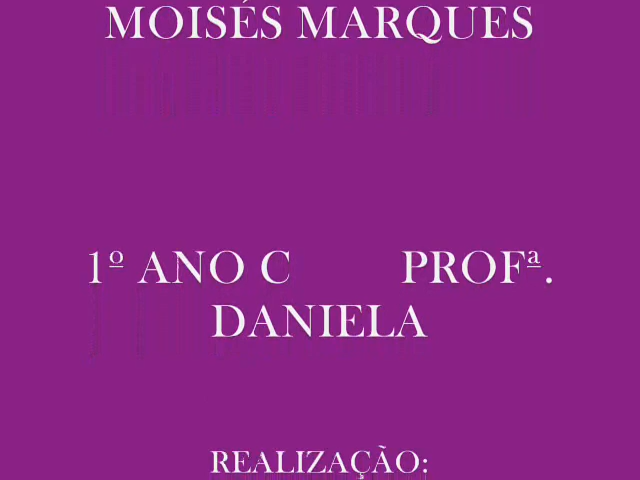 MOISÉS MARQUES
1º ANO C PROFª.
DANIELA
REALIZAÇÃO: